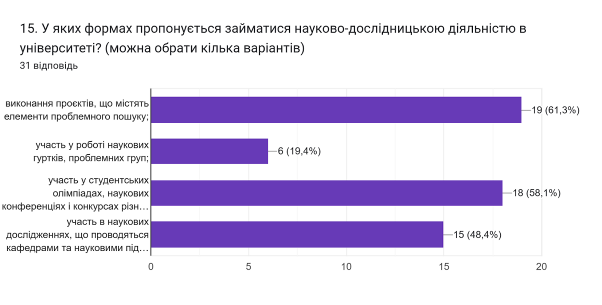 15. У яких формах пропонується займатися науково-дослідницькою діяльністю в
університеті? (можна обрати кілька варіантів)
31 відповідь
виконання проєктів, що містять
елементи проблемного пошуку;
19 (61,3%)
участь у роботі наукових
гуртків, проблемних груп;
6 (19,4%)
участь у студентських
олімпіадах, наукових
конференціях і конкурсах різн…
18 (58,1%)
участь в наукових
дослідженнях, що проводяться
кафедрами та науковими під…
15 (48,4%)
0
5
10
15
20